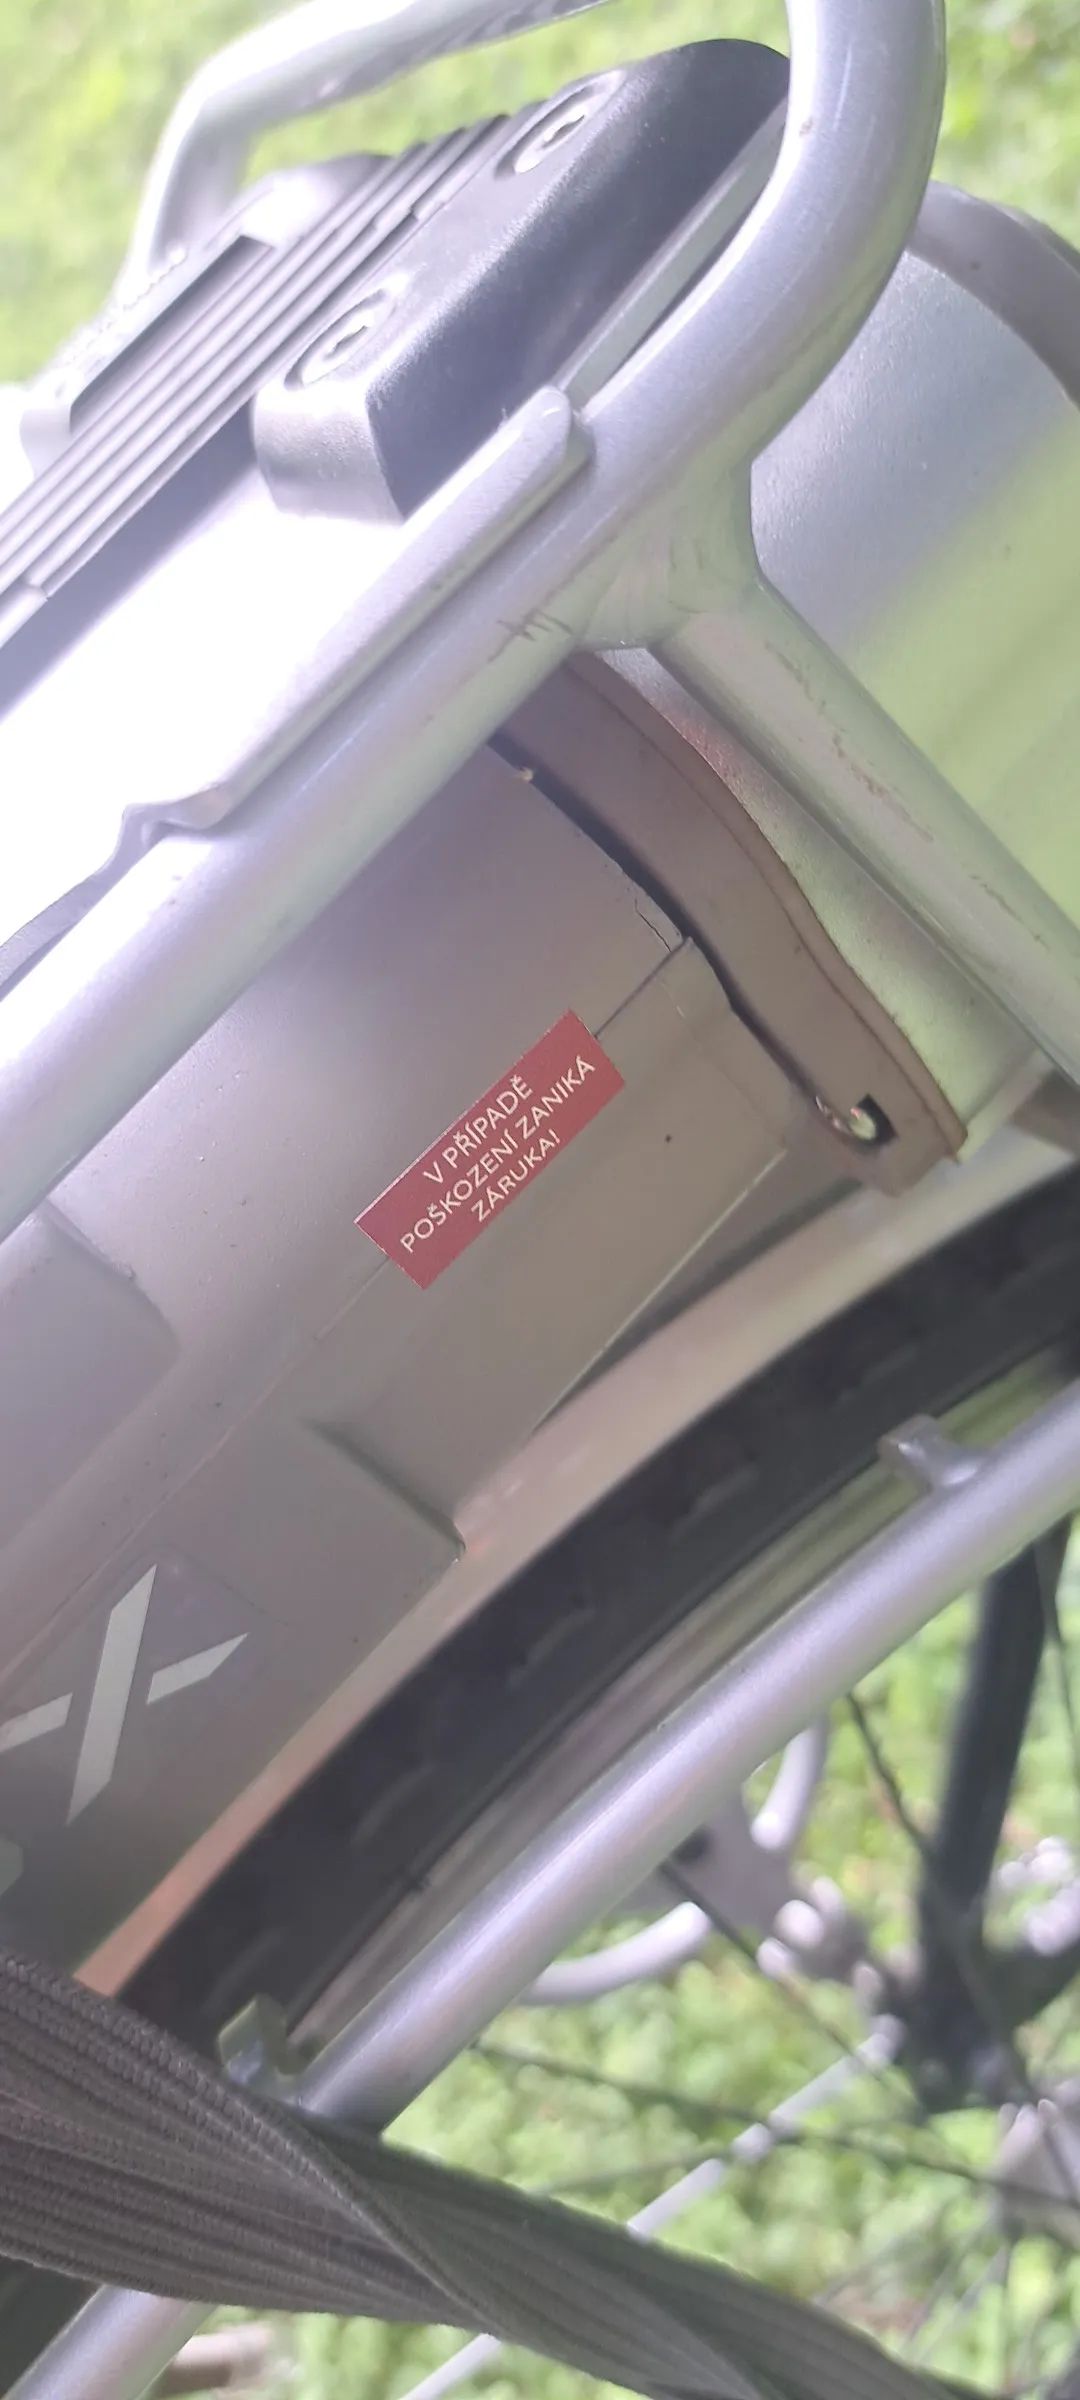 V PŘÍPADĚ
POŠKOZENÍ ZANIKÁ
ZÁRUKA!
X